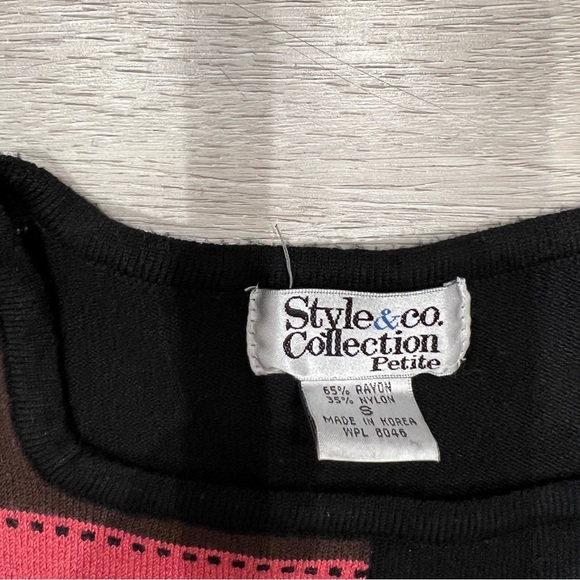 Style&co.
Collection
Petite
65% RAYON
35% NYLON
S
MADE IN KOREA
WPL 8046